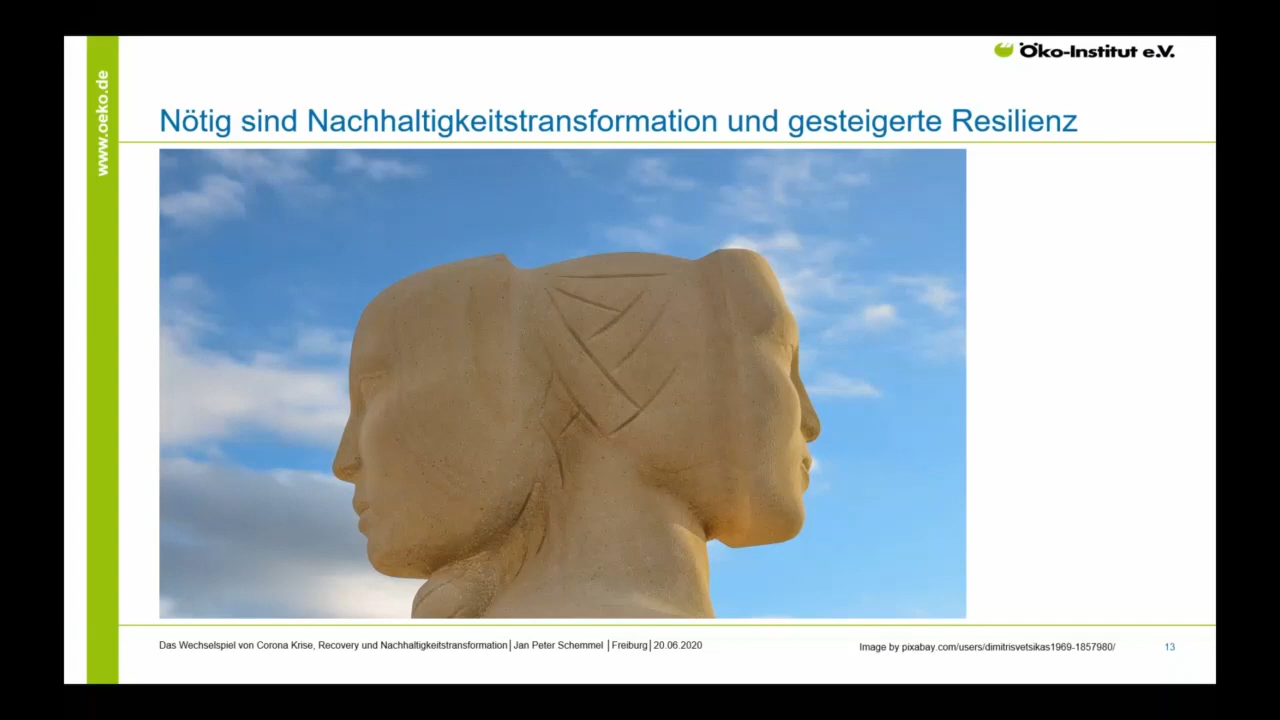 www.oeko.de
Öko-Institut e.V.
Nötig sind Nachhaltigkeitstransformation und gesteigerte Resilienz
Das Wechselspiel von Corona Krise, Recovery und Nachhaltigkeitstransformation│Jan Peter Schemmel │Freiburg│20.06.2020
Image by pixabay.com/users/dimitrisvetsikas1969-1857980/
13